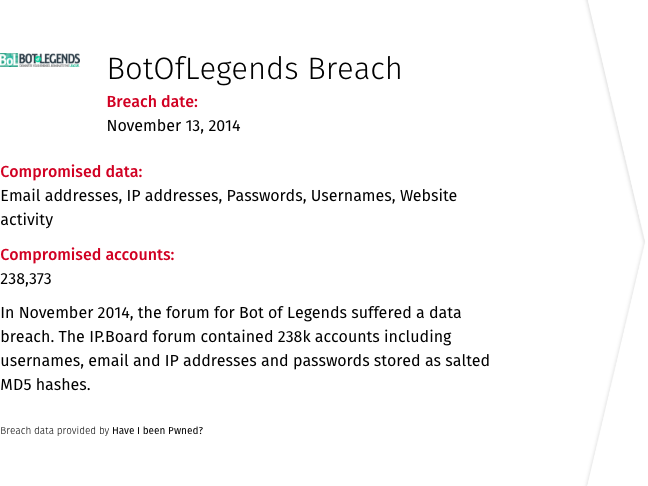 Bol BOT OF LEGENDS
BotOfLegends Breach
Breach date:
November 13, 2014
Compromised data:
Email addresses, IP addresses, Passwords, Usernames, Website
activity
Compromised accounts:
238,373
In November 2014, the forum for Bot of Legends suffered a data
breach. The IP.Board forum contained 238k accounts including
usernames, email and IP addresses and passwords stored as salted
MD5 hashes.
Breach data provided by Have I been Pwned?